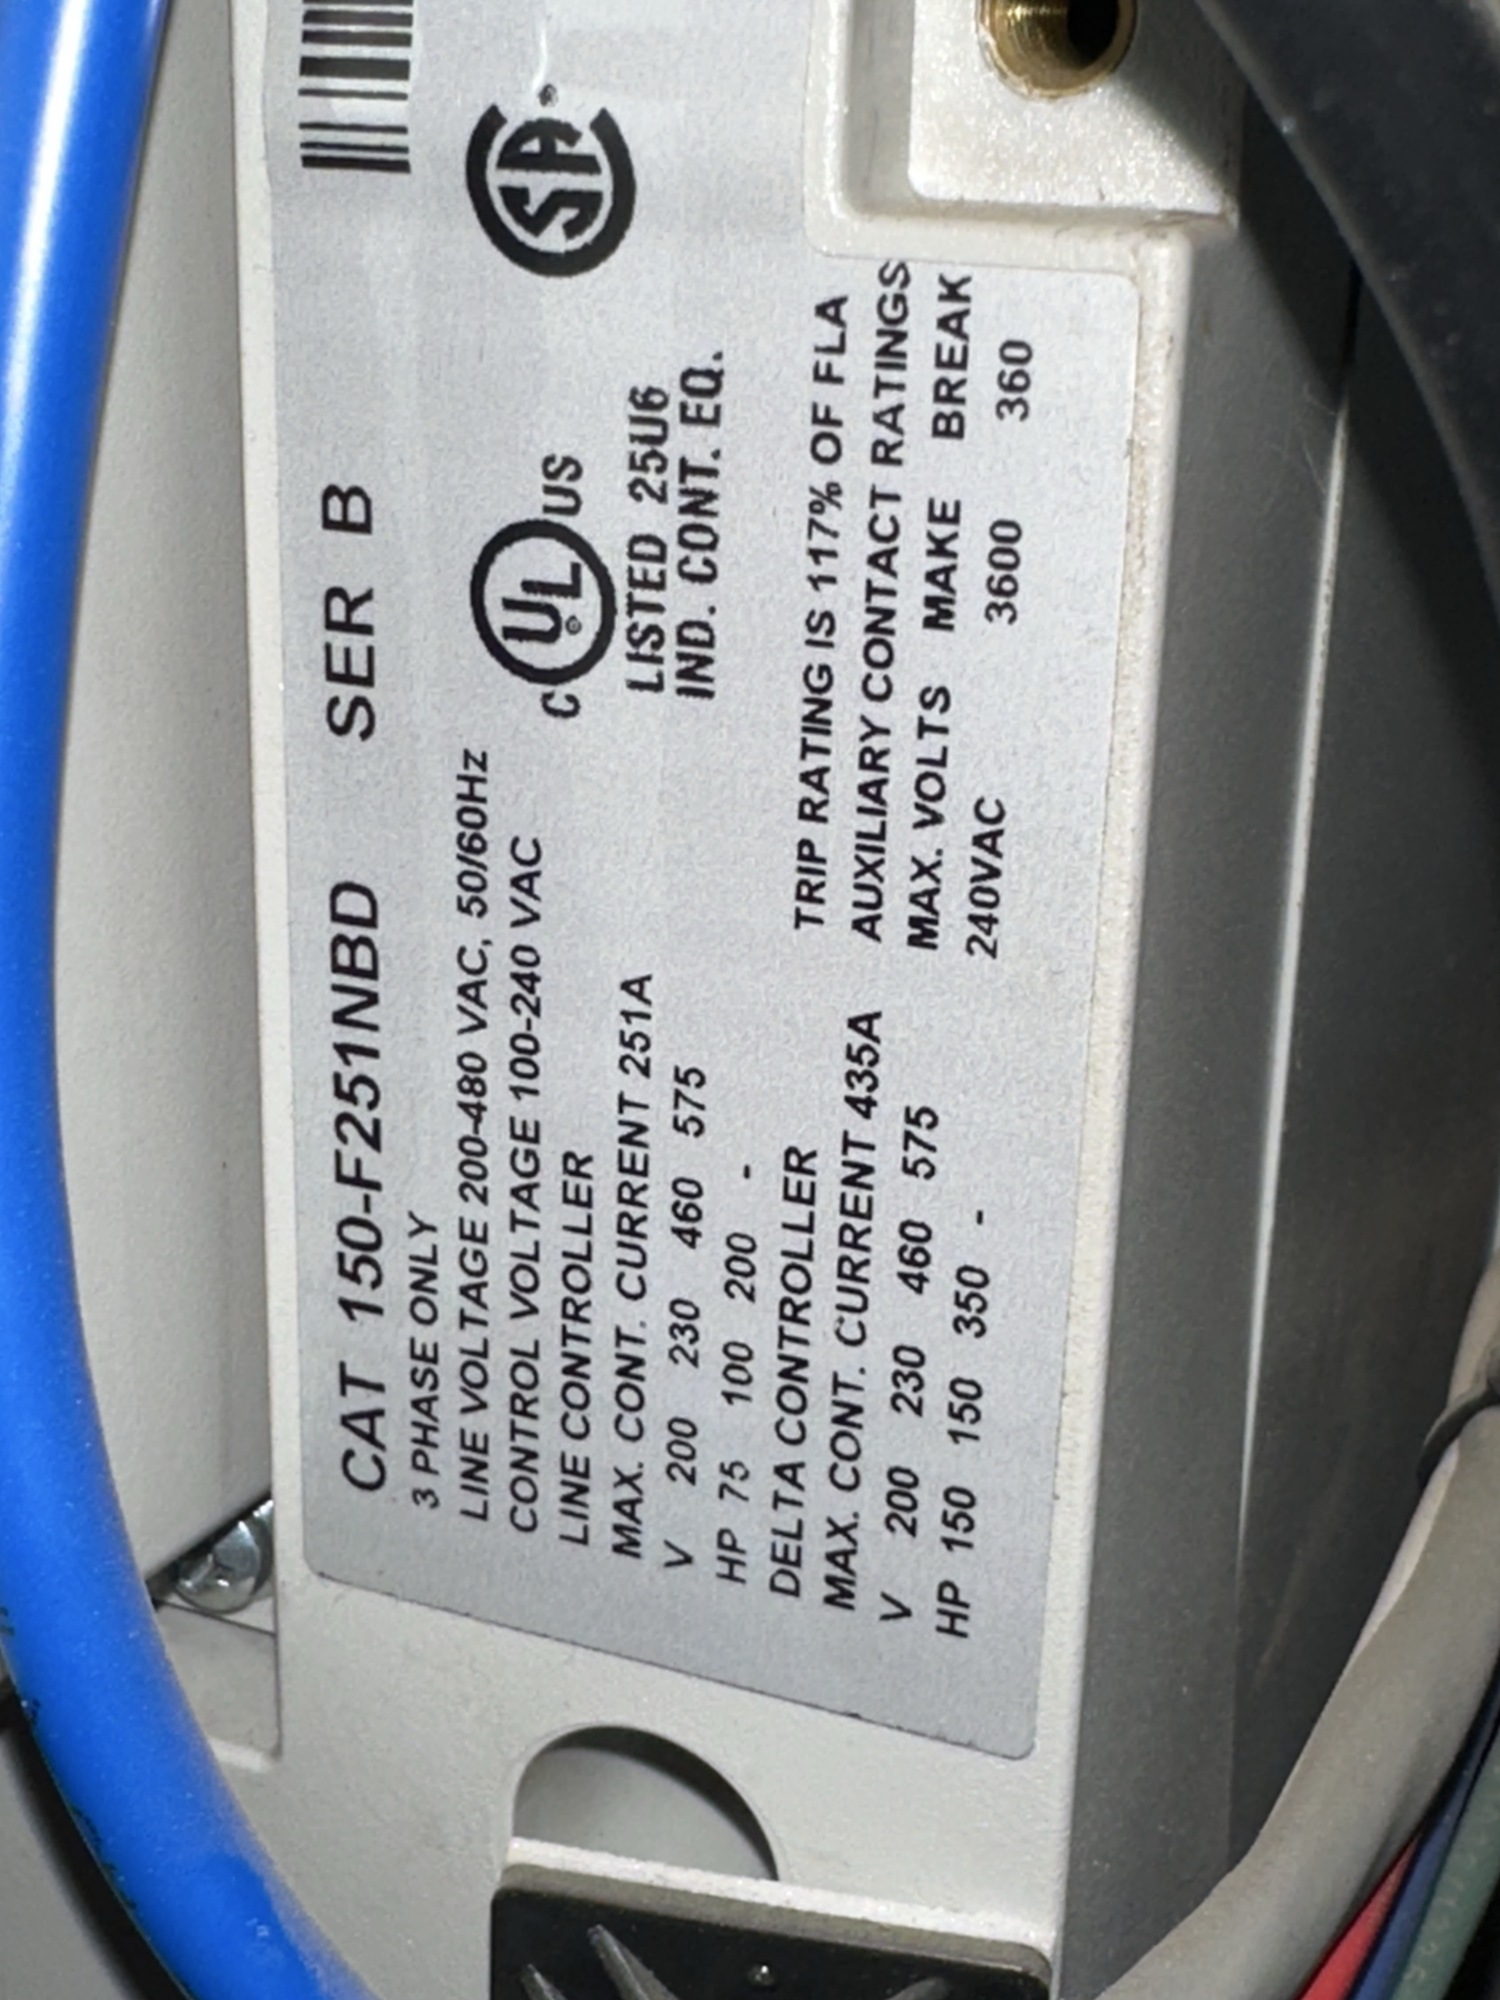 CAT 150-F251NBD SER B
3 PHASE ONLY
LINE VOLTAGE 200-480 VAC, 50/60Hz
CONTROL VOLTAGE 100-240 VAC
LINE CONTROLLER
MAX. CONT. CURRENT 251A
V 200 230 460 575
HP 75 100 200 -
DELTA CONTROLLER
MAX. CONT. CURRENT 435A
V 200 230 460 575
HP 150 150 350 -
C UL® US
LISTED 25U6
IND. CONT. EQ.
SA®
TRIP RATING IS 117% OF FLA
AUXILIARY CONTACT RATINGS
MAX. VOLTS MAKE BREAK
240VAC 3600 360